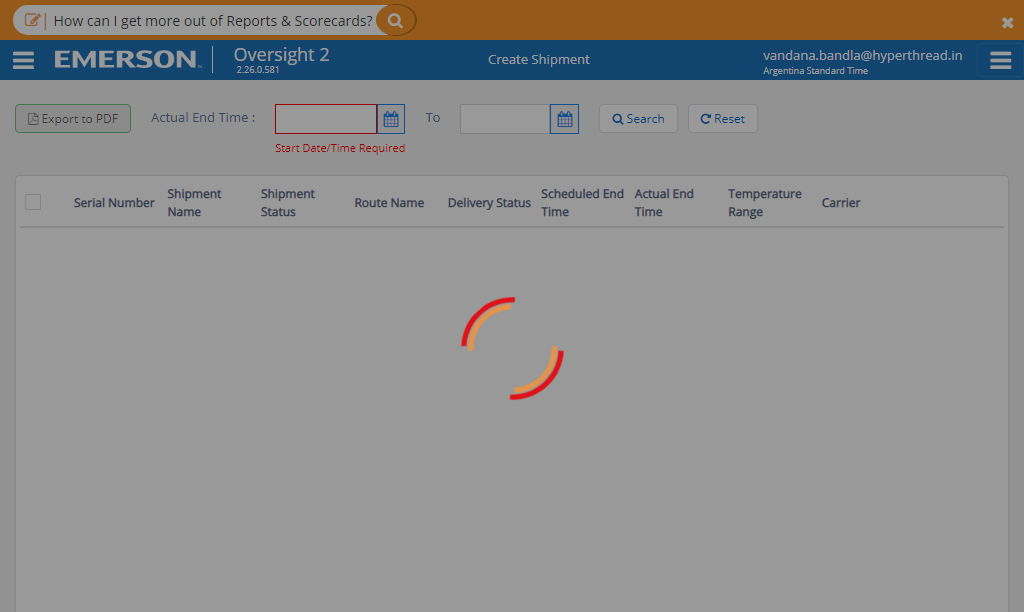 How can I get more out of Reports & Scorecards?
EMERSON™
Oversight 2
2.26.0.581
Create Shipment
vandana.bandla@hyperthread.in
Argentina Standard Time
Export to PDF
Actual End Time :
To
Search
Reset
Start Date/Time Required
Serial Number
Shipment
Name
Shipment
Status
Route Name
Delivery Status
Scheduled End
Time
Actual End
Time
Temperature
Range
Carrier